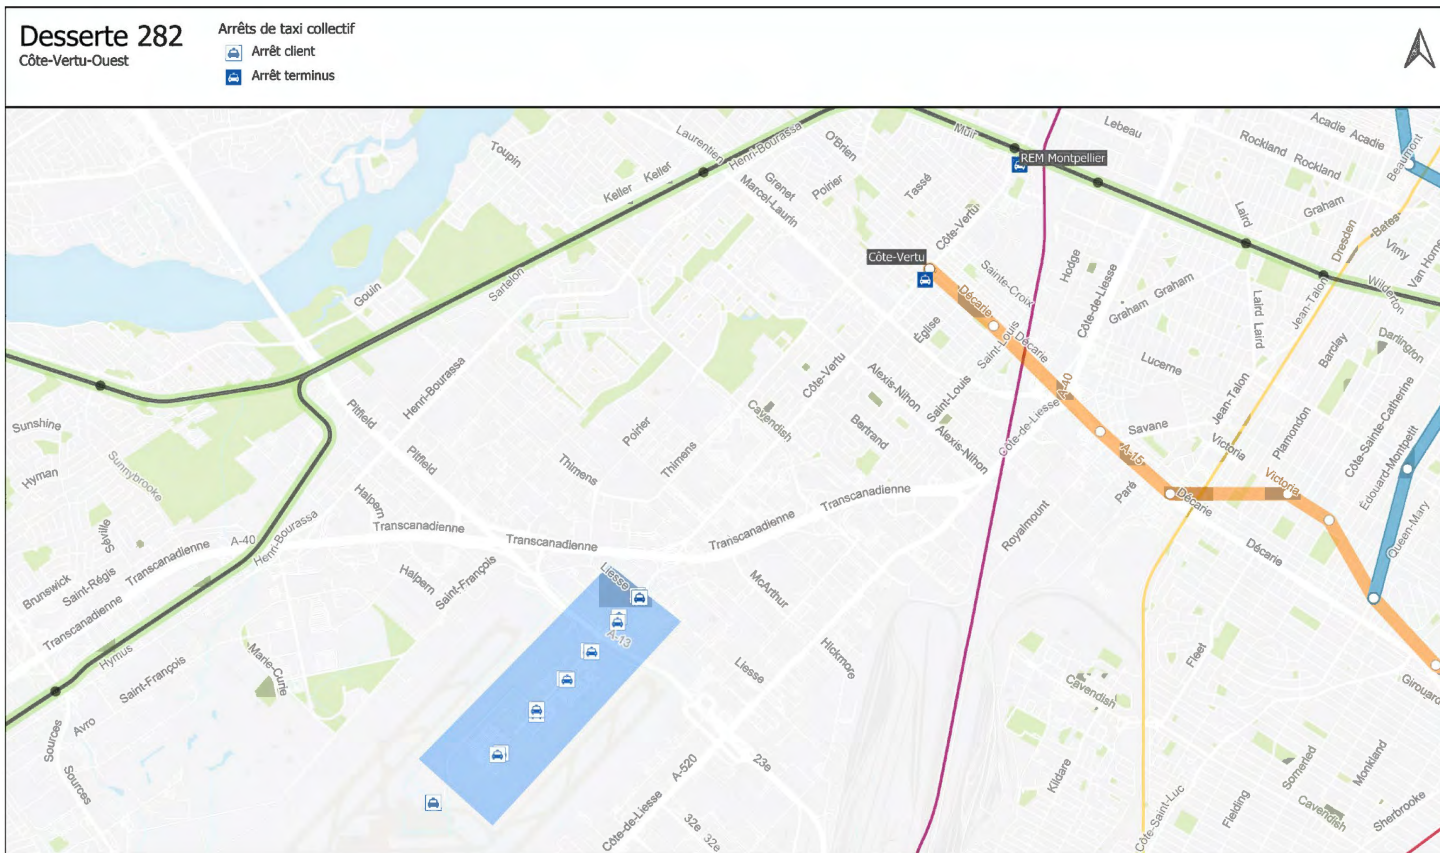 Desserte 282
Côte-Vertu-Ouest
Arrêts de taxi collectif
Arrêt client
Arrêt terminus
Laurentien
Henri-Bourassa
O'Brien
Muir
Lebeau
Acadie Acadie
Rockland Rockland
Beaumont
Toupin
Keller Keller
Grenet
Marcel-Laurin
Poirier
Tassé
REM Montpellier
Côte-Vertu
Laird
Graham
Dresden
Bates
Vimy
Van Horne
Côte-Vertu
Sainte-Croix
Hodge
Côte-de-Liesse
Graham Graham
Laird Laird
Jean-Talon
Wilderton
Gouin
Sartelon
Décarie
Église
Saint-Louis
Décarie
Lucerne
Barclay
Darlington
Henri-Bourassa
Pitfield
Côte-Vertu
Alexis-Nihon
Saint-Louis
A-40
Côte-de-Liesse
Jean-Talon
Plamondon
Côte-Sainte-Catherine
Sunshine
Hyman
Sunnybrooke
Pitfield
Poirier
Cavendish
Bertrand
Alexis-Nihon
Savane
A-15
Victoria
Victoria
Édouard-Montpetit
Thimens
Thimens
Halpern
Séville
Transcanadienne
Transcanadienne
Transcanadienne
Transcanadienne
Royalmount
Paré
Décarie
Décarie
Queen-Mary
Brunswick
Saint-Régis
Transcanadienne
A-40
Henri-Bourassa
Transcanadienne
Halpern
Saint-François
Liesse
McArthur
A-13
Hymus
Saint-François
Marie-Curie
Liesse
Hickmore
Fleet
Cavendish
Girouard
Sources
Avro
Sources
A-520
23e
Côte-de-Liesse
32e 32e
Kildare
Côte-Saint-Luc
Fielding
Somerled
Cavendish
Monkland
Sherbrooke